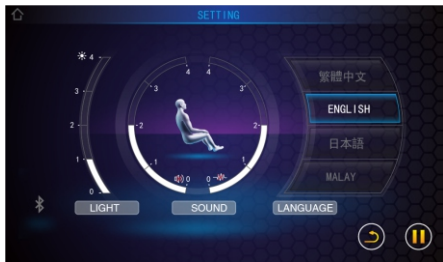 SETTING
4
3
2
1
0
4 4
3 3
2 2
1 1
0 0
繁體中文
ENGLISH
日本語
MALAY
LIGHT SOUND LANGUAGE